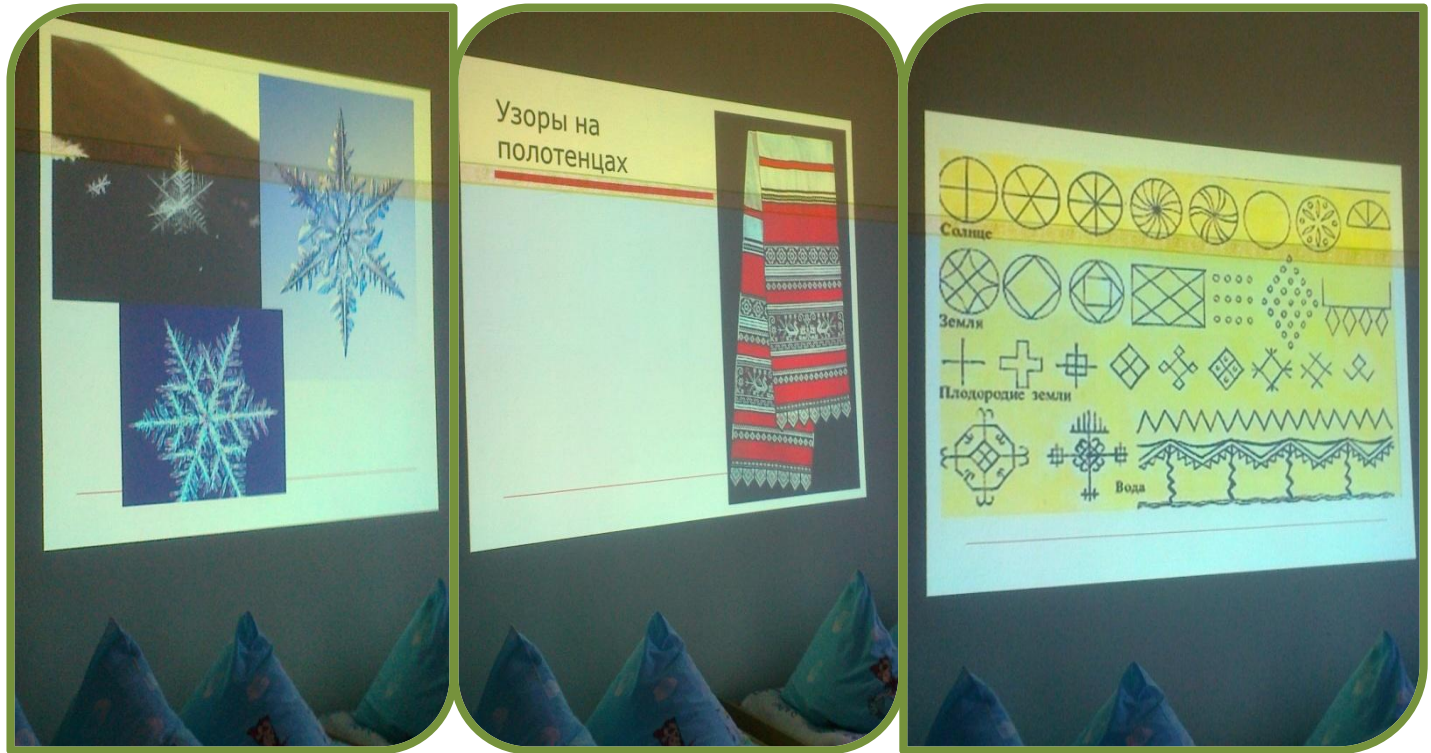 Узоры на
полотенцах
Солнце
Земля
Плодородие земли
Вода